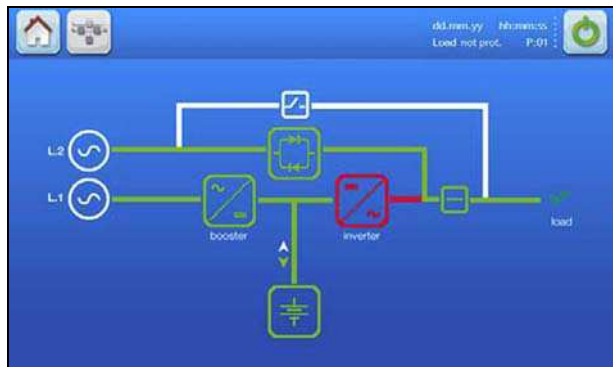 dd.mm.yy hh:mm:ss
Load not prot. P:01
L2
L1
booster
inverter
load